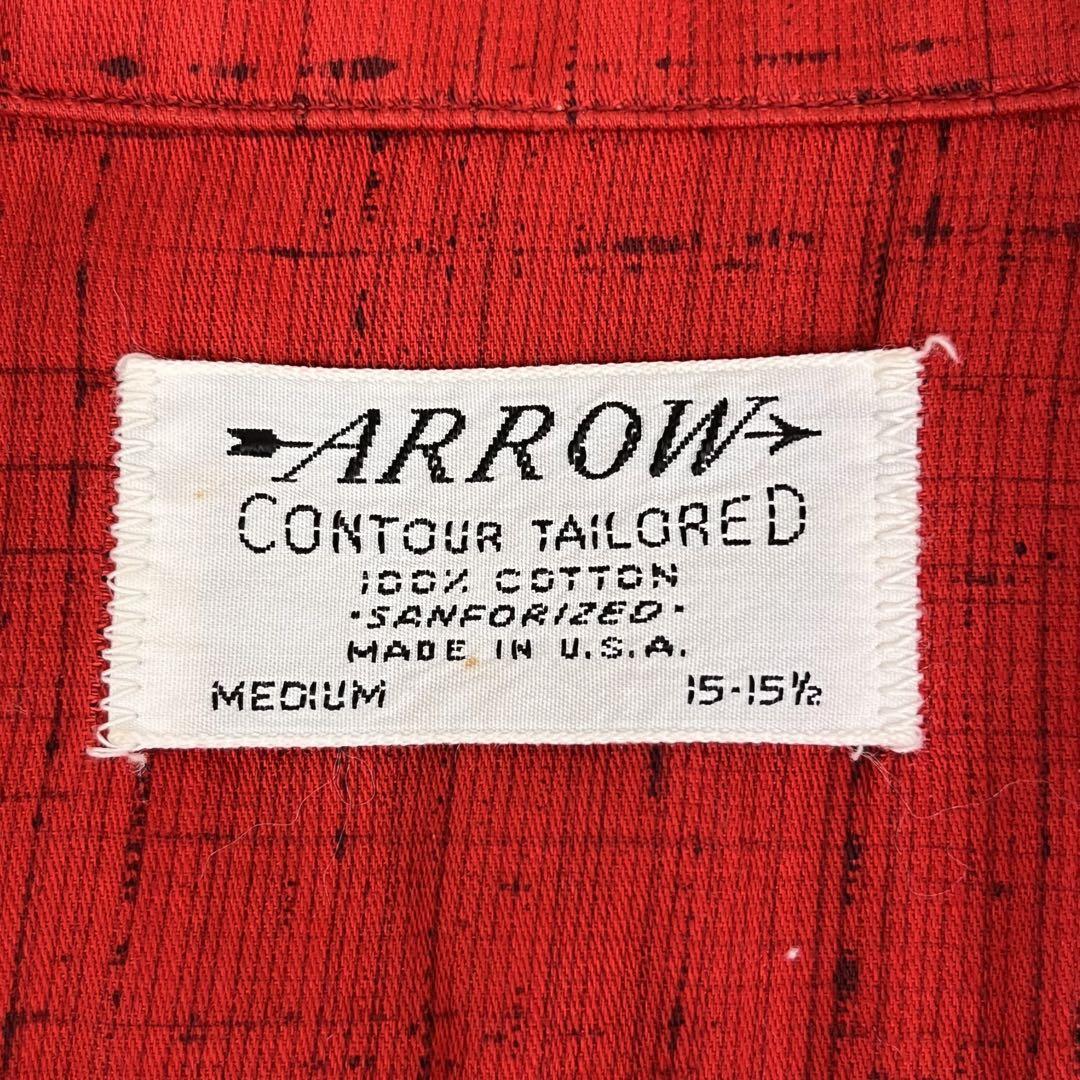 ARROW
CONTOUR TAILORED
100% COTTON
·SANFORIZED·
MADE IN U.S.A.
MEDIUM 15-15½